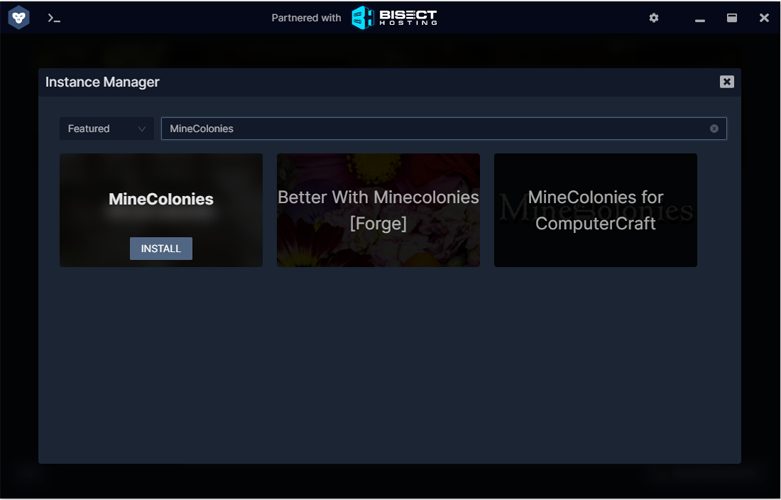 Partnered with BISECT
HOSTING
Instance Manager
Featured
MineColonies
MineColonies
INSTALL
Better With Minecolonies
[Forge]
MineColonies for
ComputerCraft
MineColonies